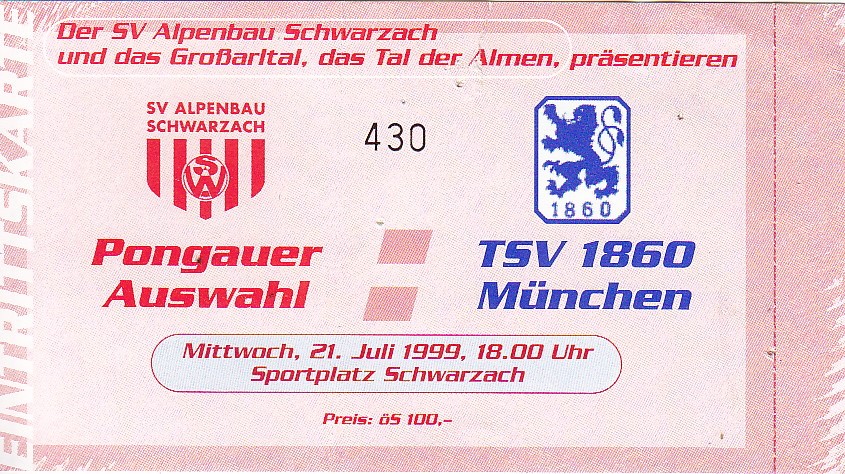 Der SV Alpenbau Schwarzach
und das Großarltal, das Tal der Almen, präsentieren
SV ALPENBAU
SCHWARZACH
SW
430
1860
Pongauer
Auswahl
:
TSV 1860
München
Mittwoch, 21. Juli 1999, 18.00 Uhr
Sportplatz Schwarzach
Preis: öS 100,-
EINTRITTSKARTE